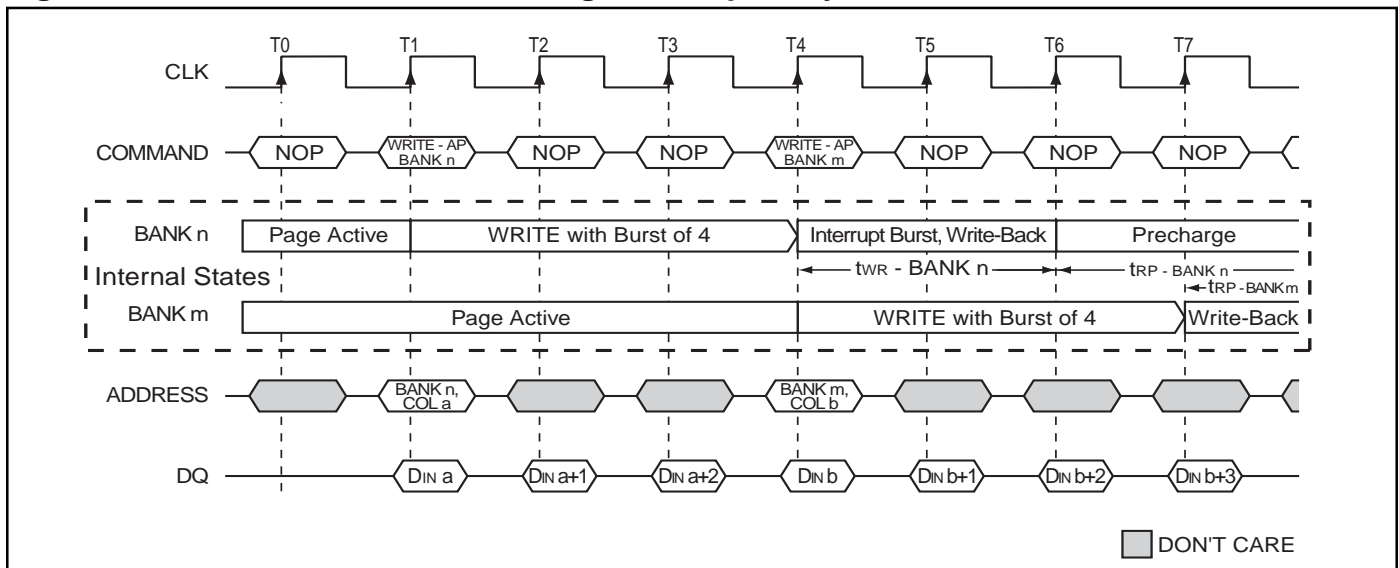 T0 T1 T2 T3 T4 T5 T6 T7
CLK
COMMAND NOP WRITE - AP BANK n NOP NOP WRITE - AP BANK m NOP NOP NOP
BANK n Page Active WRITE with Burst of 4 Interrupt Burst, Write-Back Precharge
Internal States tWR - BANK n tRP - BANK n
tRP - BANK m
BANK m Page Active WRITE with Burst of 4 Write-Back
ADDRESS BANK n, COL a BANK m, COL b
DQ DIN a DIN a+1 DIN a+2 DIN b DIN b+1 DIN b+2 DIN b+3
DON'T CARE